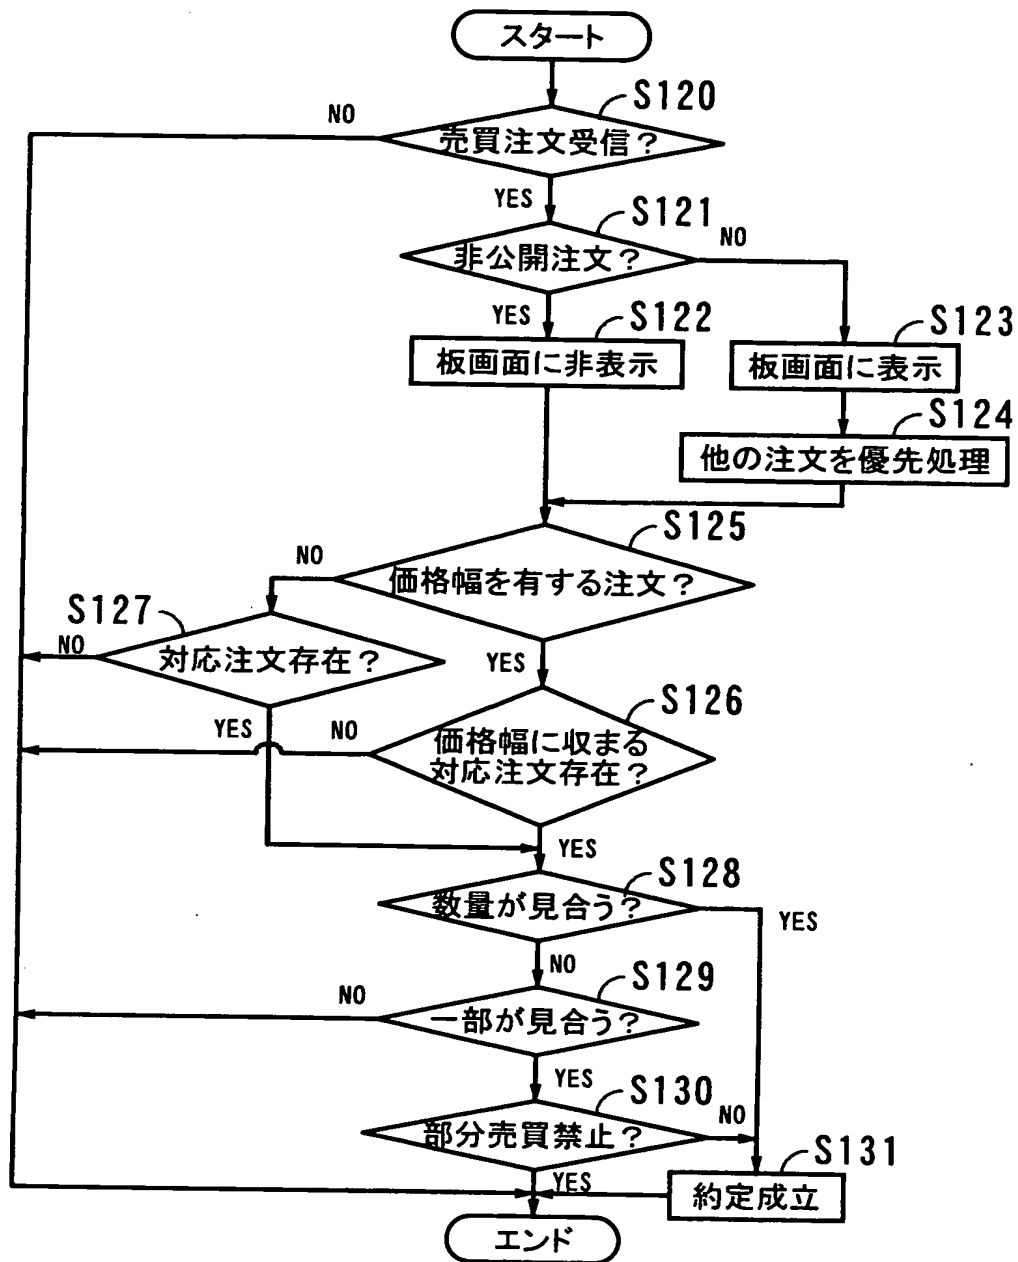 スタート
S120
NO
売買注文受信?
YES
S121
非公開注文?
NO
YES
S122
板画面に非表示
S123
板画面に表示
S124
他の注文を優先処理
S125
価格幅を有する注文?
NO
YES
S127
対応注文存在?
NO
YES
S126
価格幅に収まる
対応注文存在?
NO
YES
S128
数量が見合う?
YES
NO
S129
一部が見合う?
NO
YES
S130
部分売買禁止?
NO
YES
S131
約定成立
エンド